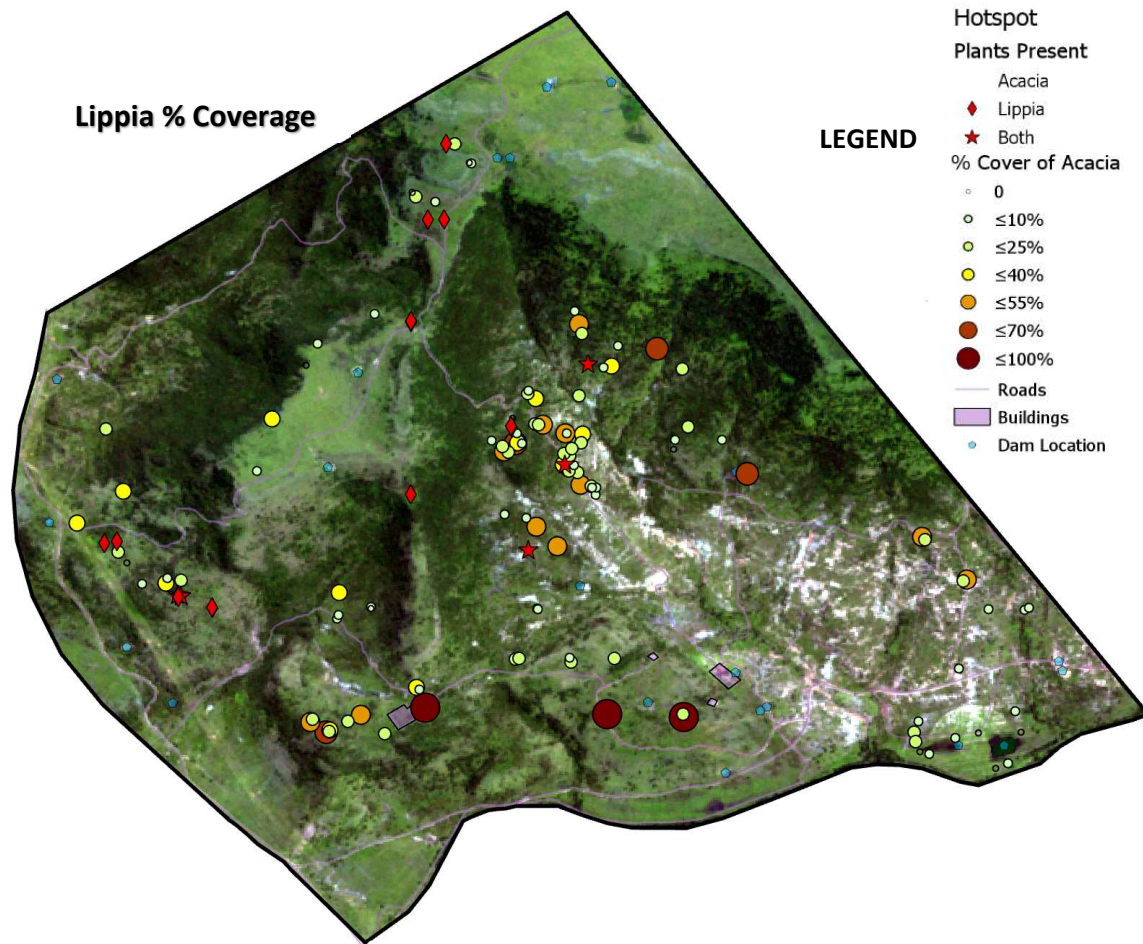 Lippia % Coverage
LEGEND
Hotspot
Plants Present
Acacia
Lippia
Both
% Cover of Acacia
0
≤10%
≤25%
≤40%
≤55%
≤70%
≤100%
Roads
Buildings
Dam Location